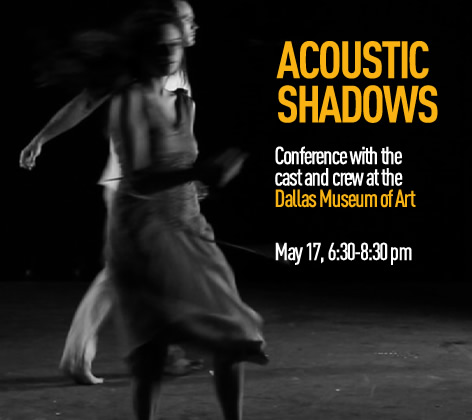 ACOUSTIC
SHADOWS
Conference with the
cast and crew at the
Dallas Museum of Art
May 17, 6:30-8:30 pm